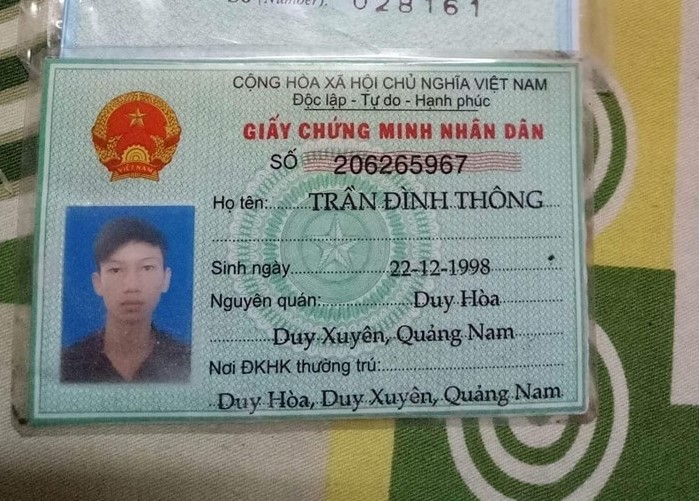 Số (Number): 028161
CỘNG HÒA XÃ HỘI CHỦ NGHĨA VIỆT NAM
Độc lập - Tự do - Hạnh phúc
GIẤY CHỨNG MINH NHÂN DÂN
SỐ 206265967
VIỆT NAM
Họ tên: TRẦN ĐÌNH THÔNG
Sinh ngày 22-12-1998
Nguyên quán: Duy Hòa
Duy Xuyên, Quảng Nam
Nơi ĐKHK thường trú:
Duy Hòa, Duy Xuyên, Quảng Nam